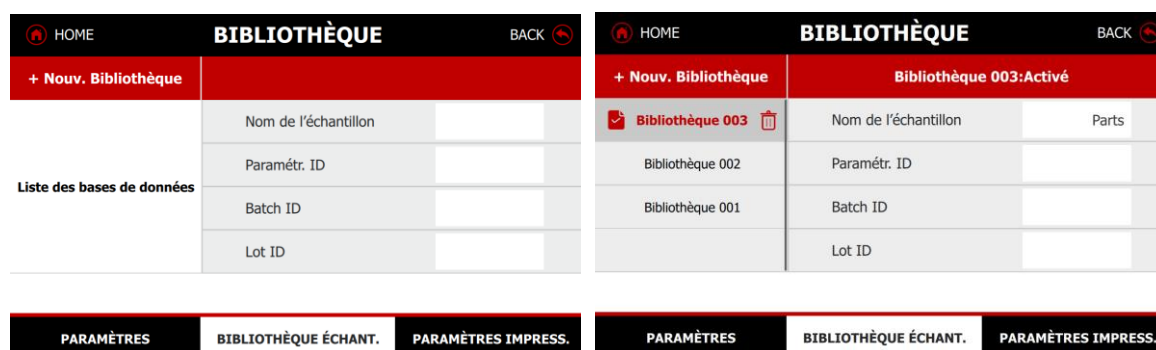 HOME BIBLIOTHÈQUE BACK
+ Nouv. Bibliothèque
Nom de l'échantillon
Paramétr. ID
Liste des bases de données
Batch ID
Lot ID
PARAMÈTRES BIBLIOTHÈQUE ÉCHANT. PARAMÈTRES IMPRESS.
HOME BIBLIOTHÈQUE BACK
+ Nouv. Bibliothèque Bibliothèque 003:Activé
Bibliothèque 003 Nom de l'échantillon Parts
Bibliothèque 002 Paramétr. ID
Bibliothèque 001 Batch ID
Lot ID
PARAMÈTRES BIBLIOTHÈQUE ÉCHANT. PARAMÈTRES IMPRESS.